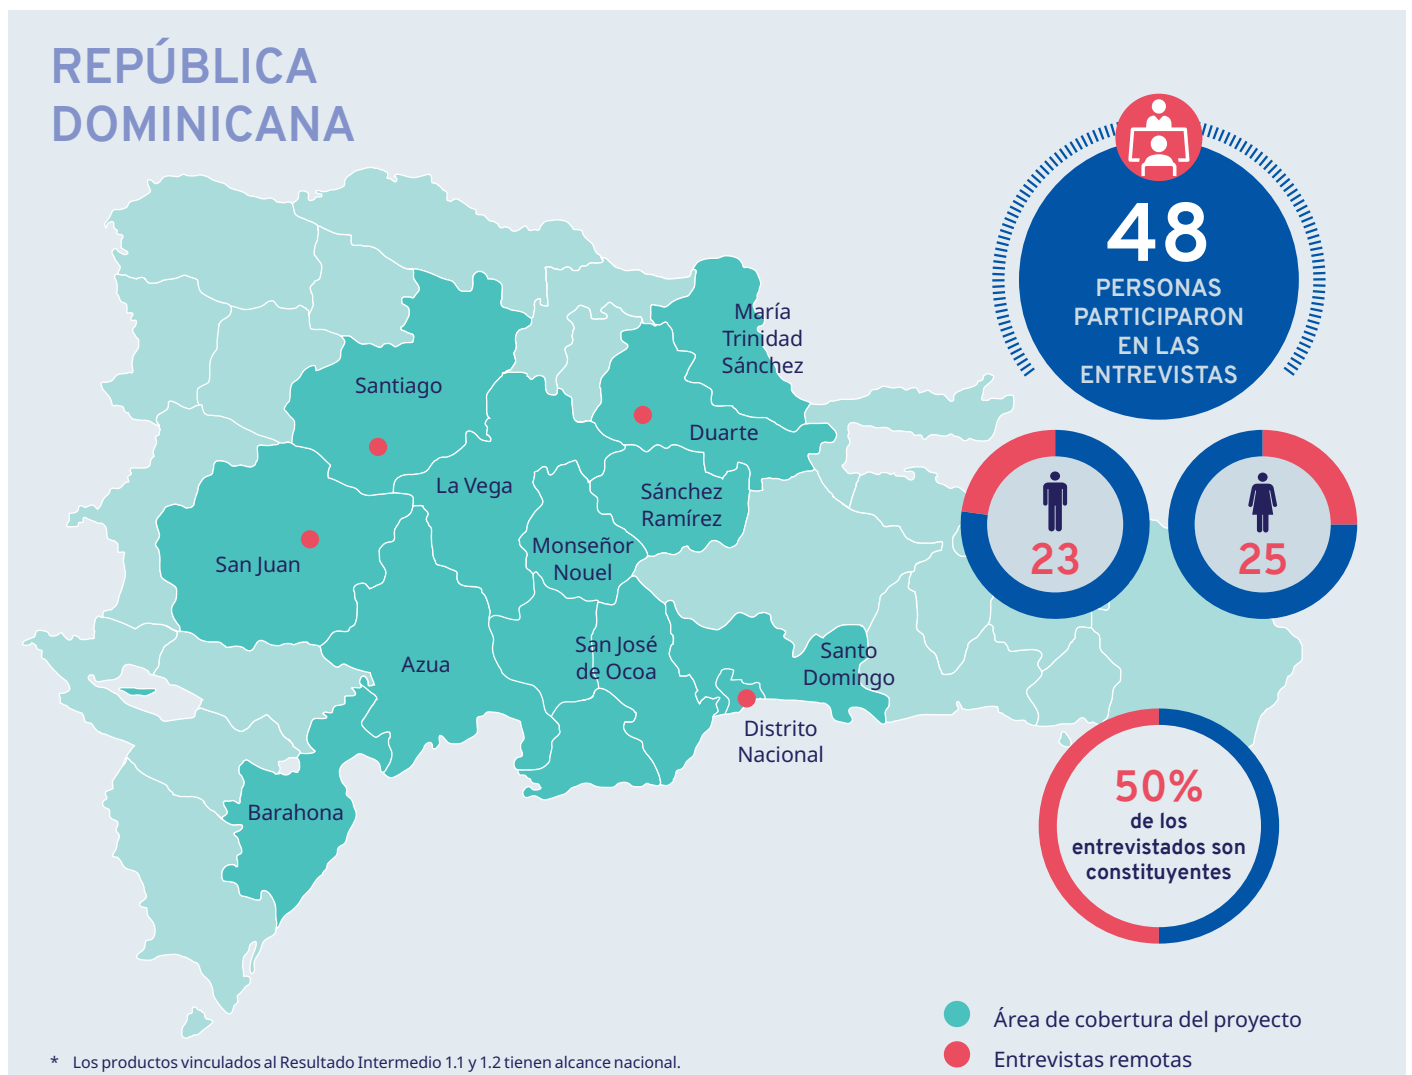 REPÚBLICA
DOMINICANA
48
PERSONAS
PARTICIPARON
EN LAS
ENTREVISTAS
23
25
50%
de los
entrevistados son
constituyentes
María
Trinidad
Sánchez
Santiago
Duarte
La Vega
Sánchez
Ramírez
Monseñor
Nouel
San Juan
San José
de Ocoa
Azua
Santo
Domingo
Distrito
Nacional
Barahona
Área de cobertura del proyecto
Entrevistas remotas
* Los productos vinculados al Resultado Intermedio 1.1 y 1.2 tienen alcance nacional.